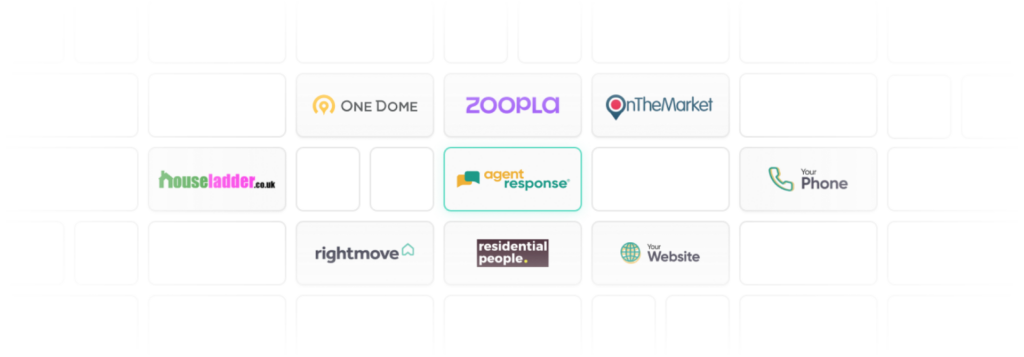 ONE DOME
ZOOPLA
OnTheMarket
houseladder.co.uk
agent
response®
Your
Phone
rightmove
residential
people.
Your
Website